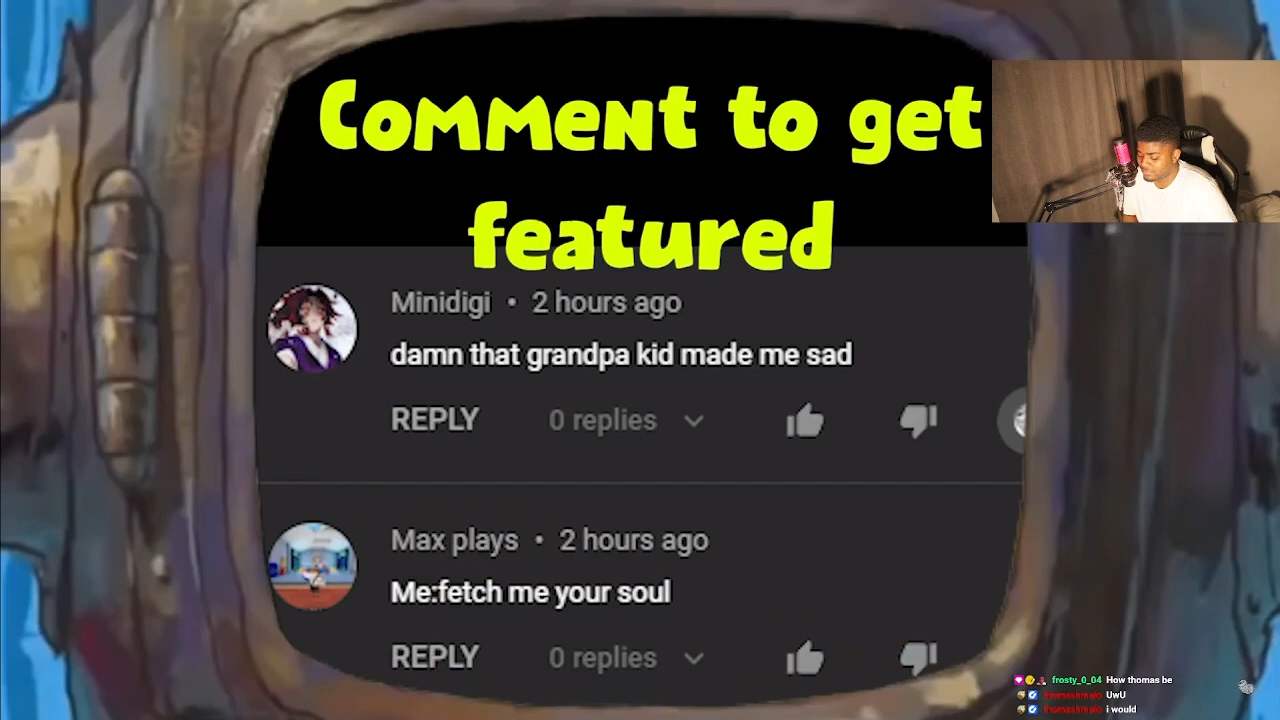 Comment to get
featured
Minidigi • 2 hours ago
damn that grandpa kid made me sad
REPLY 0 replies
Max plays • 2 hours ago
Me:fetch me your soul
REPLY 0 replies
frosty_0_04 How thomas be
UwU
i would